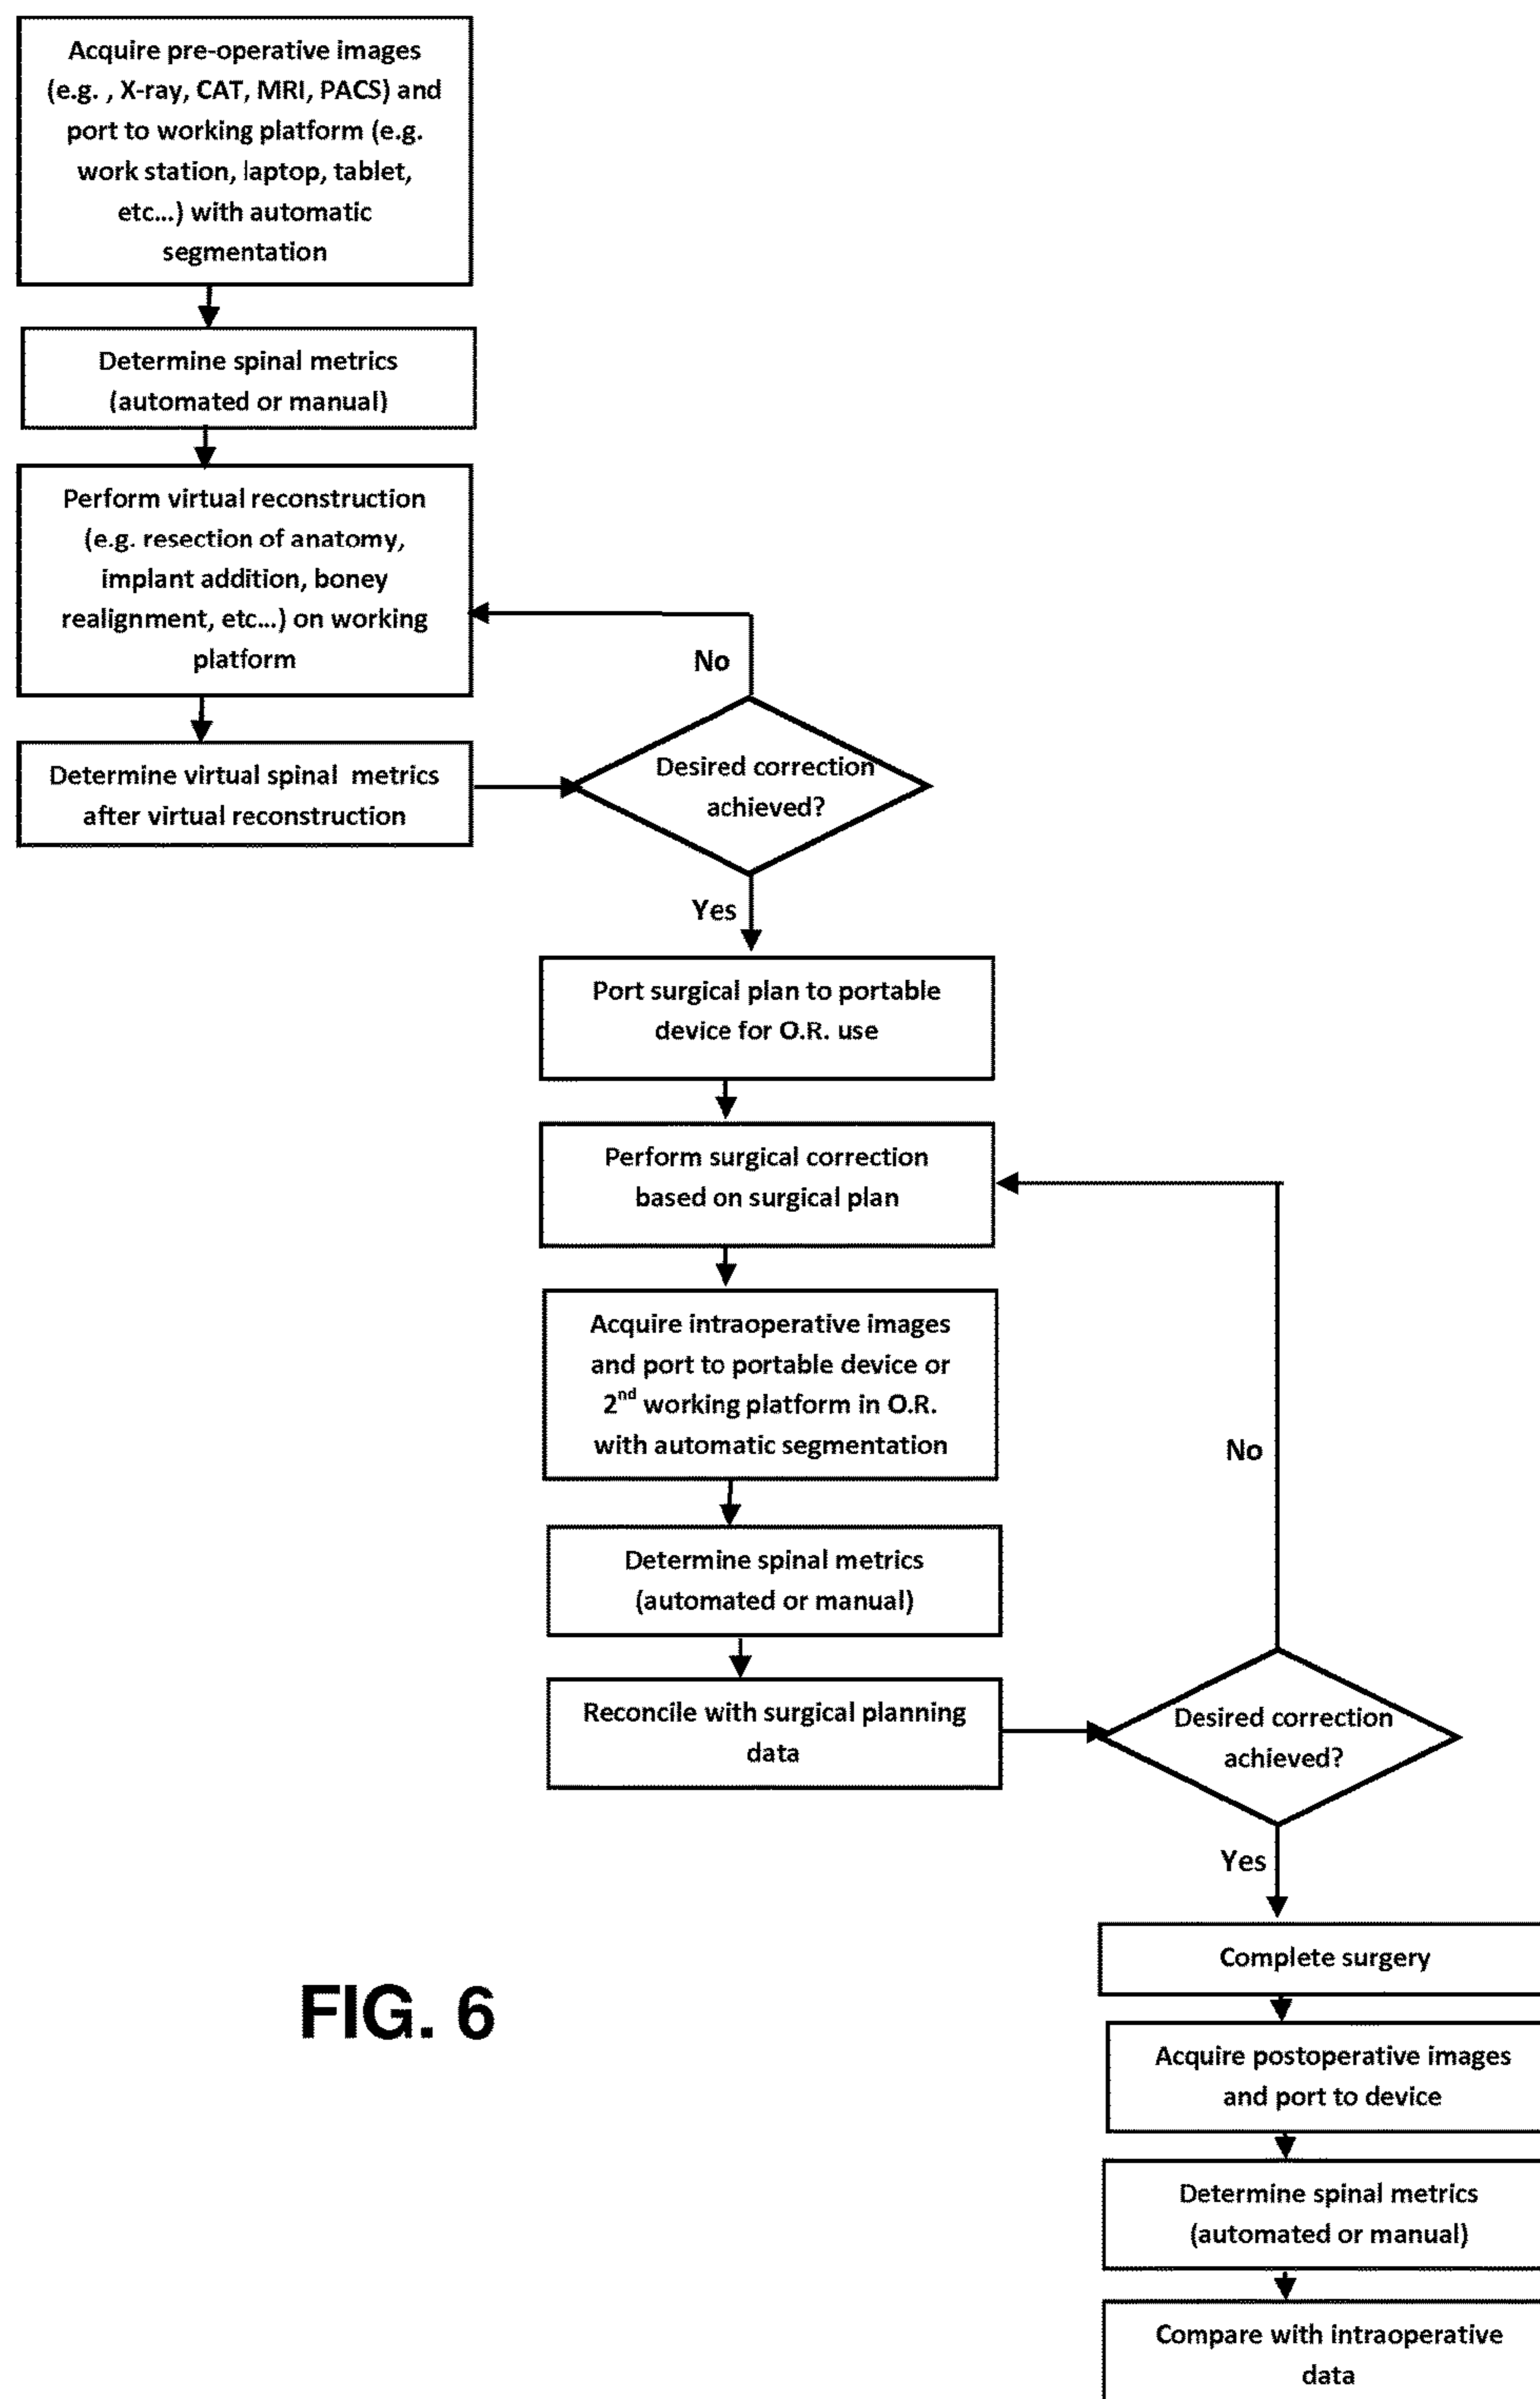 Acquire pre-operative images
(e.g. , X-ray, CAT, MRI, PACS) and
port to working platform (e.g.
work station, laptop, tablet,
etc...) with automatic
segmentation
Determine spinal metrics
(automated or manual)
Perform virtual reconstruction
(e.g. resection of anatomy,
implant addition, boney
realignment, etc...) on working
platform
No
Determine virtual spinal metrics
after virtual reconstruction
Desired correction
achieved?
Yes
Port surgical plan to portable
device for O.R. use
Perform surgical correction
based on surgical plan
Acquire intraoperative images
and port to portable device or
2nd working platform in O.R.
with automatic segmentation
No
Determine spinal metrics
(automated or manual)
Reconcile with surgical planning
data
Desired correction
achieved?
Yes
Complete surgery
FIG. 6
Acquire postoperative images
and port to device
Determine spinal metrics
(automated or manual)
Compare with intraoperative
data